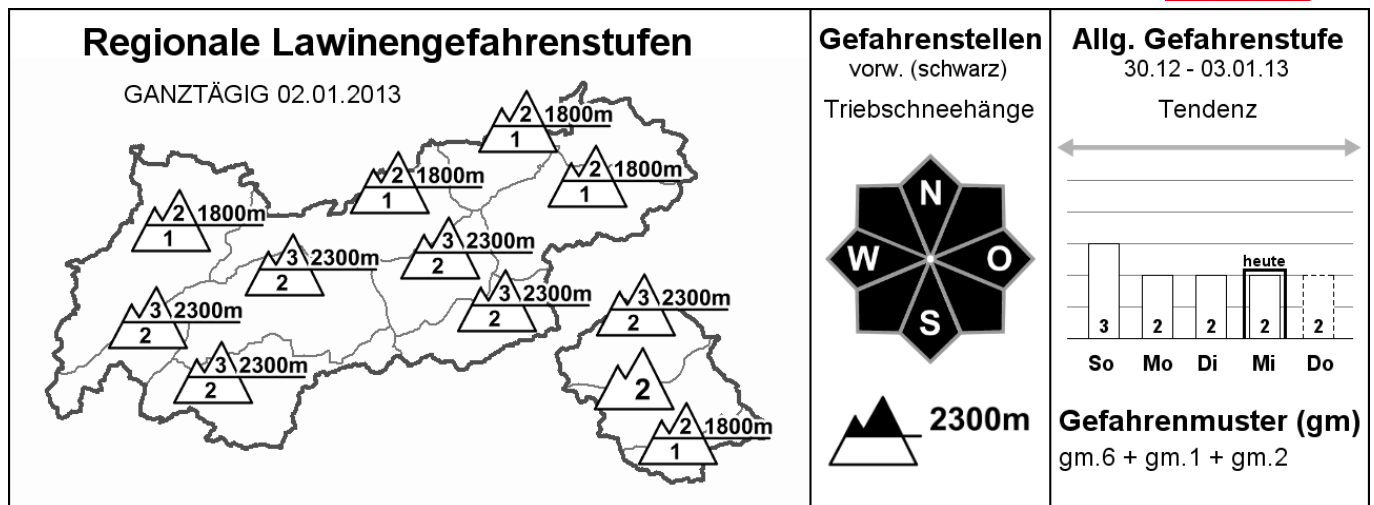 Regionale Lawinengefahrenstufen
GANZTÄGIG 02.01.2013
2 1800m
1
2 1800m
1
2 1800m
1
2 1800m
1
3 2300m
2
3 2300m
2
3 2300m
2
3 2300m
2
3 2300m
2
3 2300m
2
2
2 1800m
1
Gefahrenstellen
vorw. (schwarz)
Triebschneehänge
N
W O
S
2300m
Allg. Gefahrenstufe
30.12 - 03.01.13
Tendenz
heute
3 2 2 2 2
So Mo Di Mi Do
Gefahrenmuster (gm)
gm.6 + gm.1 + gm.2